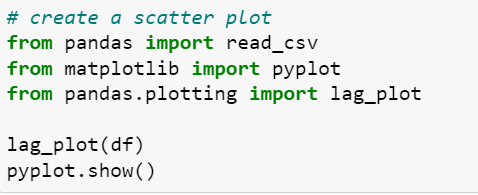 # create a scatter plot
from pandas import read_csv
from matplotlib import pyplot
from pandas.plotting import lag_plot
lag_plot(df)
pyplot.show()